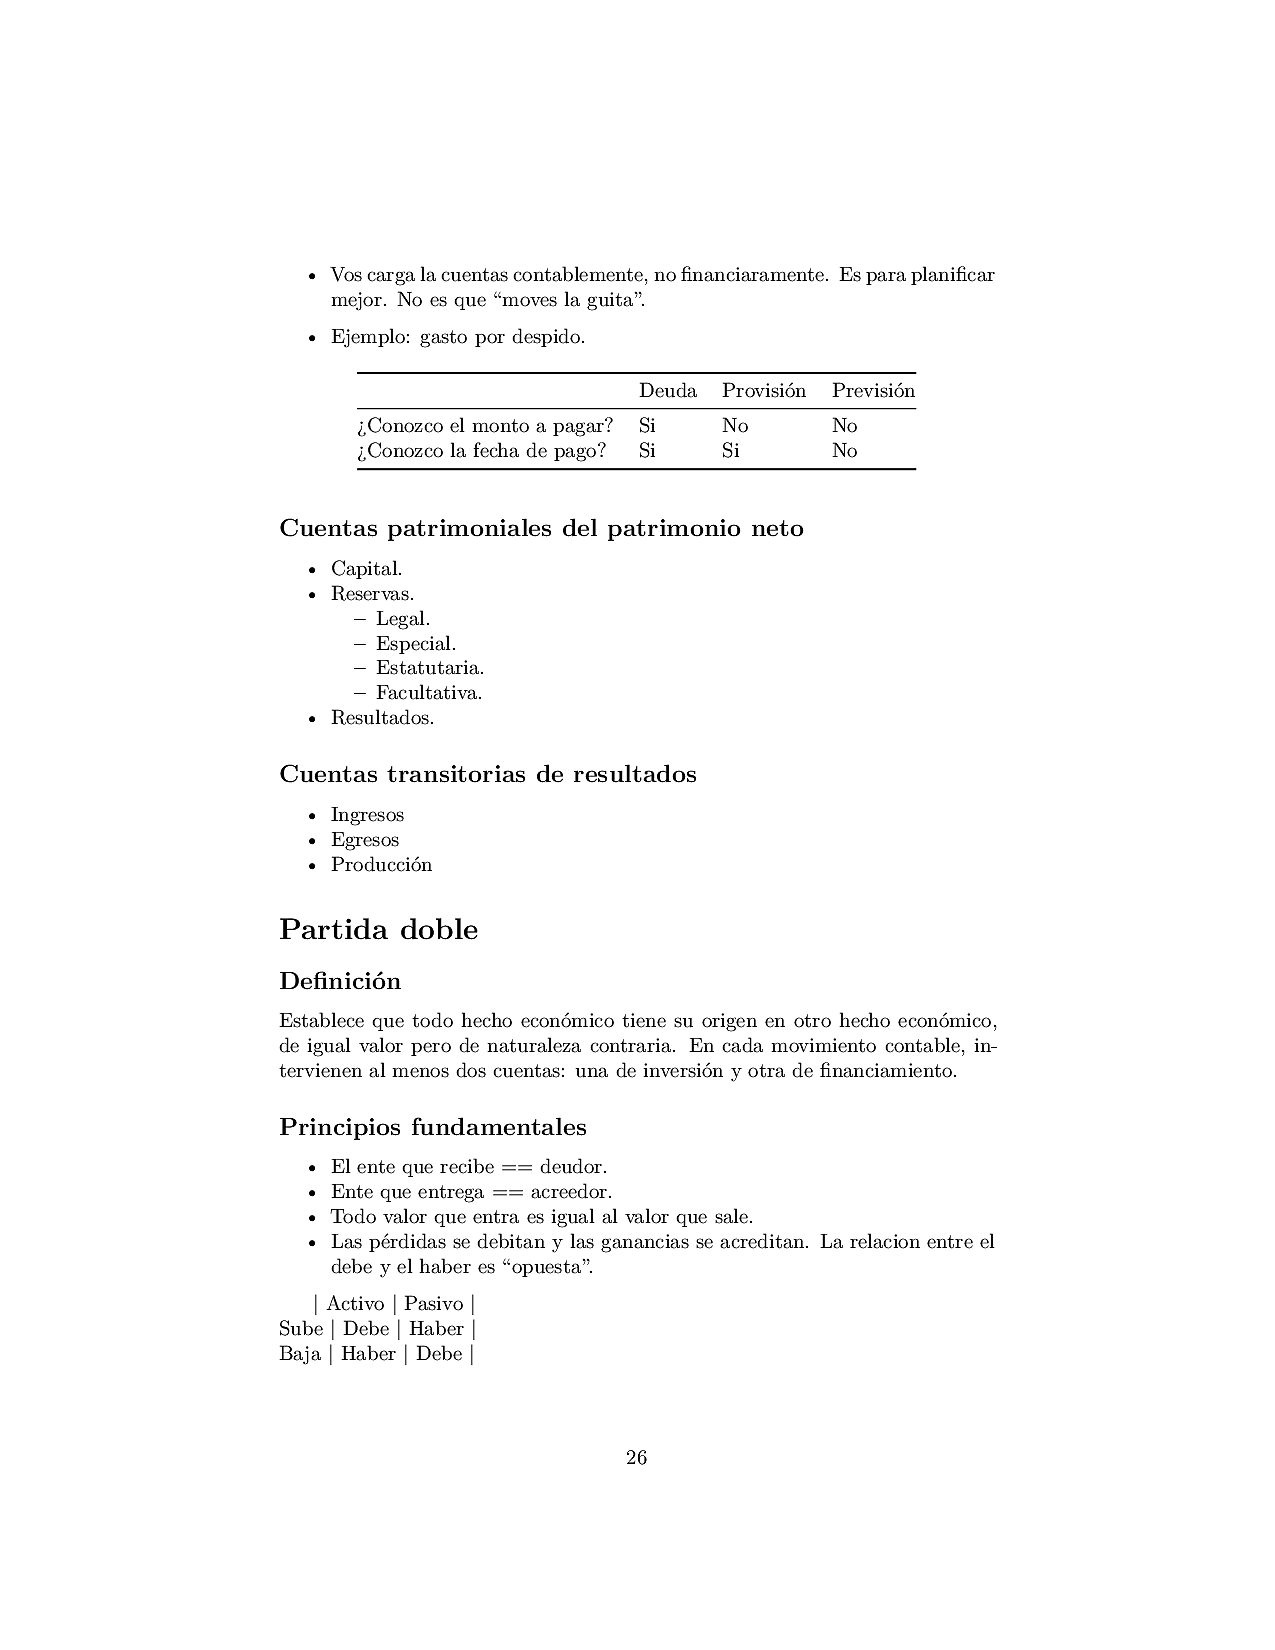 • Vos carga la cuentas contablemente, no financiaramente. Es para planificar
mejor. No es que “moves la guita”.
• Ejemplo: gasto por despido.
Deuda Provisión Previsión
¿Conozco el monto a pagar? Si No No
¿Conozco la fecha de pago? Si Si No
Cuentas patrimoniales del patrimonio neto
• Capital.
• Reservas.
– Legal.
– Especial.
– Estatutaria.
– Facultativa.
• Resultados.
Cuentas transitorias de resultados
• Ingresos
• Egresos
• Producción
Partida doble
Definición
Establece que todo hecho económico tiene su origen en otro hecho económico,
de igual valor pero de naturaleza contraria. En cada movimiento contable, in-
tervienen al menos dos cuentas: una de inversión y otra de financiamiento.
Principios fundamentales
• El ente que recibe == deudor.
• Ente que entrega == acreedor.
• Todo valor que entra es igual al valor que sale.
• Las pérdidas se debitan y las ganancias se acreditan. La relacion entre el
debe y el haber es “opuesta”.
| Activo | Pasivo |
Sube | Debe | Haber |
Baja | Haber | Debe |
26